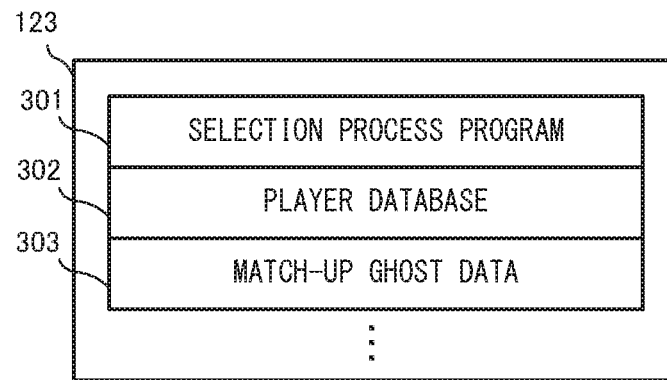 123
301
SELECTION PROCESS PROGRAM
302
PLAYER DATABASE
303
MATCH-UP GHOST DATA